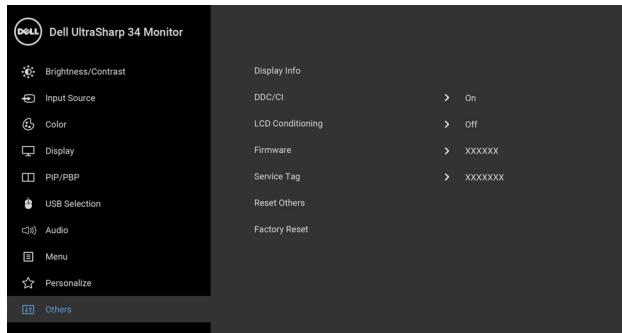 DELL Dell UltraSharp 34 Monitor
Brightness/Contrast
Display Info
Input Source
DDC/CI > On
Color
LCD Conditioning > Off
Display
Firmware > XXXXXX
PIP/PBP
Service Tag > XXXXXXX
USB Selection
Reset Others
Audio
Factory Reset
Menu
Personalize
Others